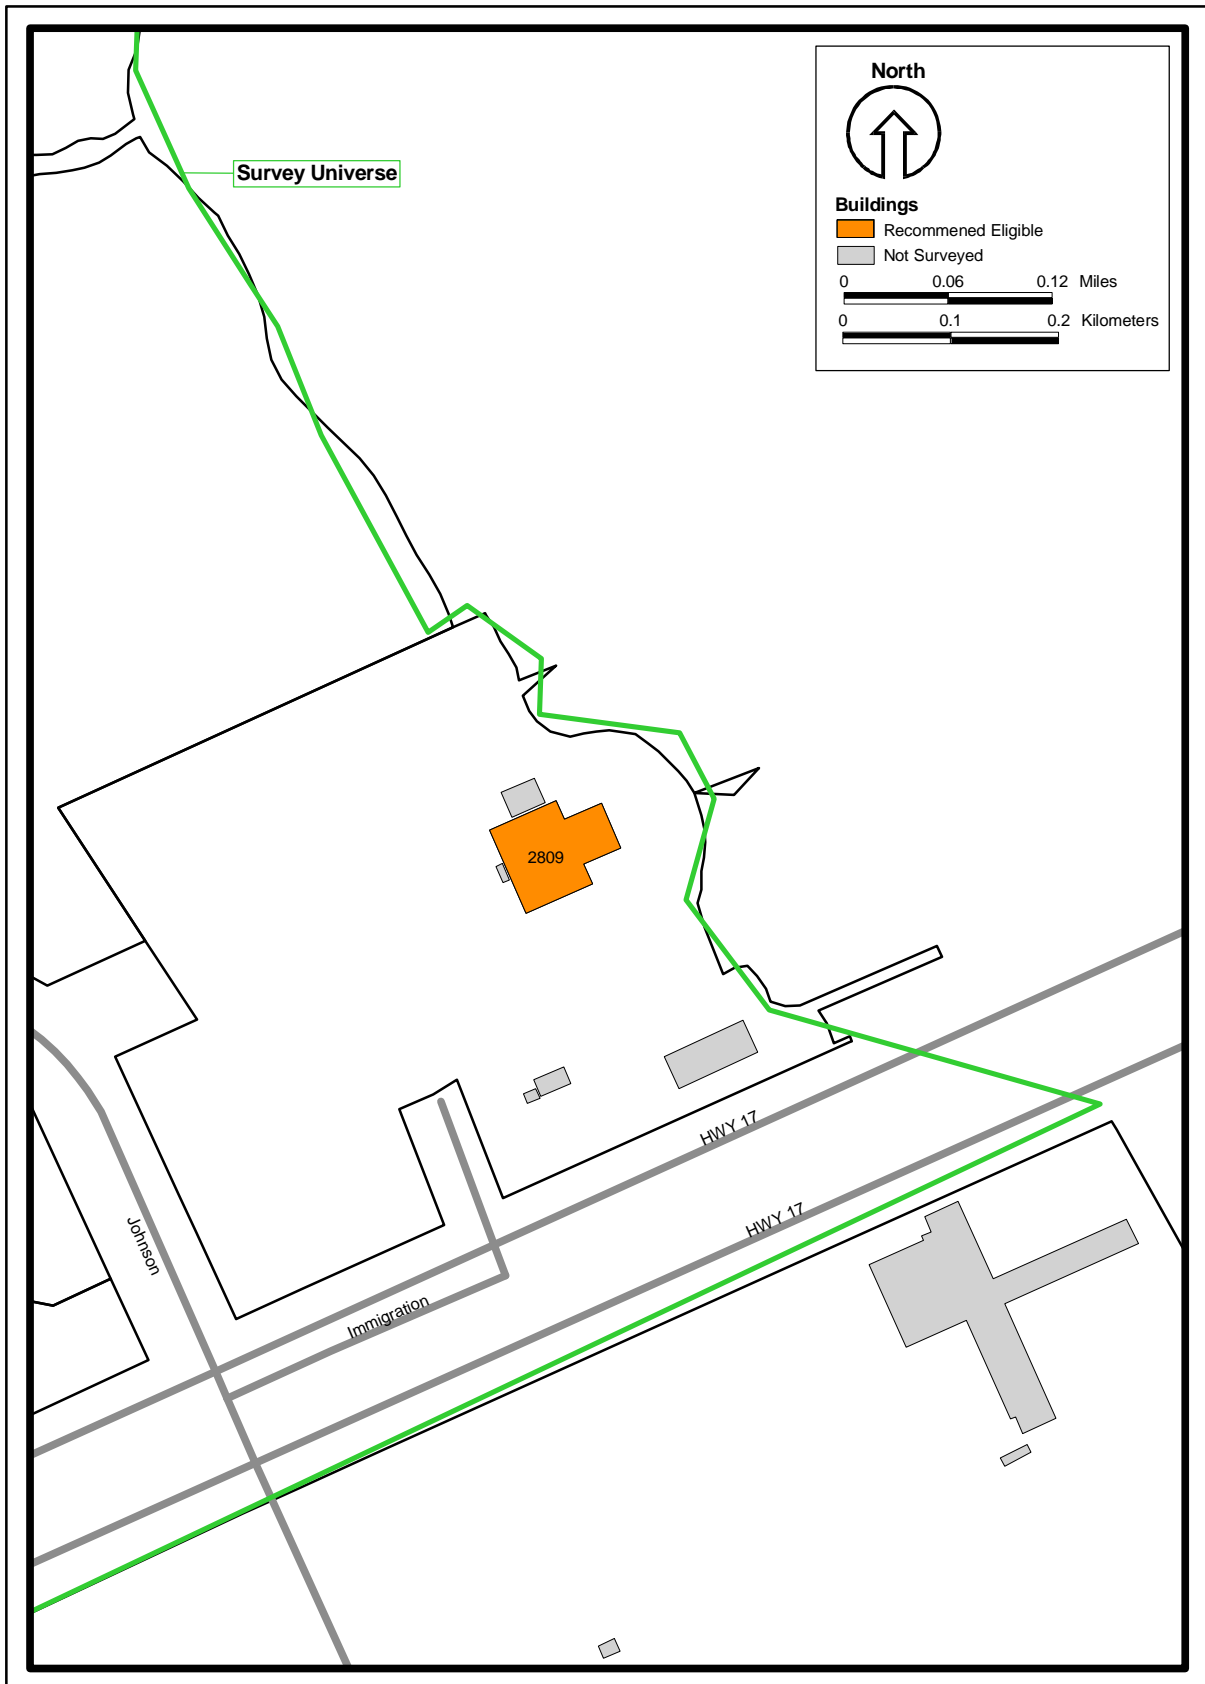 North
Survey Universe
Buildings
Recommened Eligible
Not Surveyed
0 0.06 0.12 Miles
0 0.1 0.2 Kilometers
2809
HWY 17
HWY 17
Johnson
Immigration